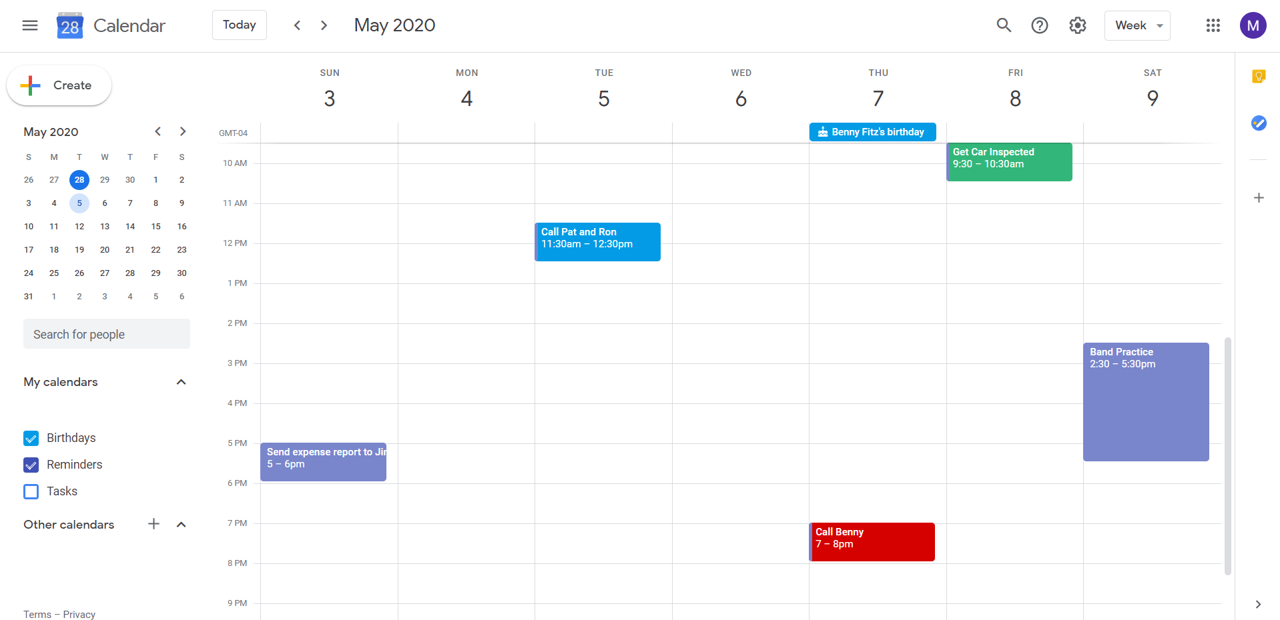 28 Calendar Today May 2020 Week M
Create
May 2020
S M T W T F S
26 27 28 29 30 1 2
3 4 5 6 7 8 9
10 11 12 13 14 15 16
17 18 19 20 21 22 23
24 25 26 27 28 29 30
31 1 2 3 4 5 6
Search for people
My calendars
Birthdays
Reminders
Tasks
Other calendars
Terms – Privacy
SUN MON TUE WED THU FRI SAT
3 4 5 6 7 8 9
GMT-04
Benny Fitz's birthday
10 AM
11 AM
12 PM
1 PM
2 PM
3 PM
4 PM
5 PM
6 PM
7 PM
8 PM
9 PM
Send expense report to Jir
5 – 6pm
Call Pat and Ron
11:30am – 12:30pm
Call Benny
7 – 8pm
Get Car Inspected
9:30 – 10:30am
Band Practice
2:30 – 5:30pm